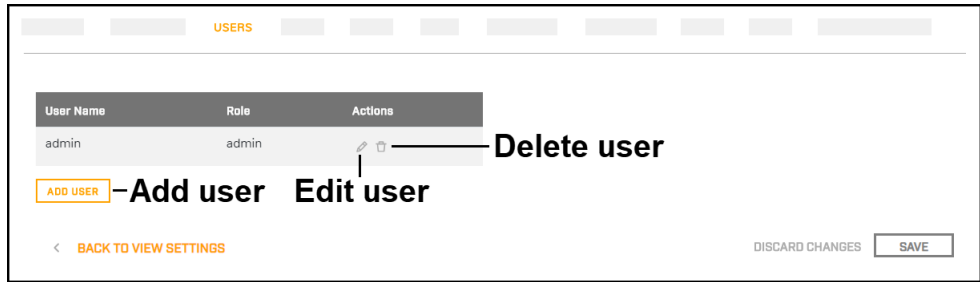 USERS
User Name Role Actions
admin admin
Delete user
ADD USER Add user Edit user
< BACK TO VIEW SETTINGS DISCARD CHANGES SAVE